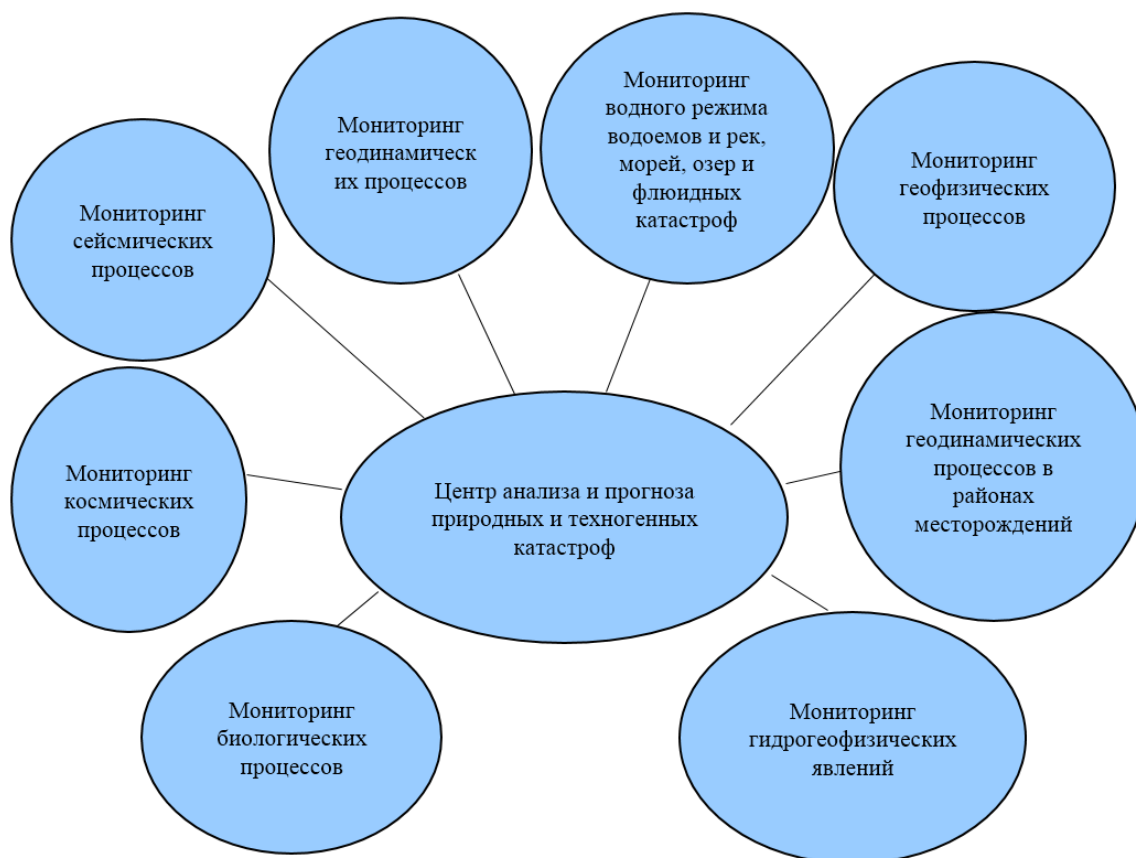 Мониторинг
сейсмических
процессов
Мониторинг
геодинамическ
их процессов
Мониторинг
водного режима
водоемов и рек,
морей, озер и
флюидных
катастроф
Мониторинг
геофизических
процессов
Мониторинг
космических
процессов
Центр анализа и прогноза
природных и техногенных
катастроф
Мониторинг
геодинамических
процессов в
районах
месторождений
Мониторинг
биологических
процессов
Мониторинг
гидрогеофизических
явлений